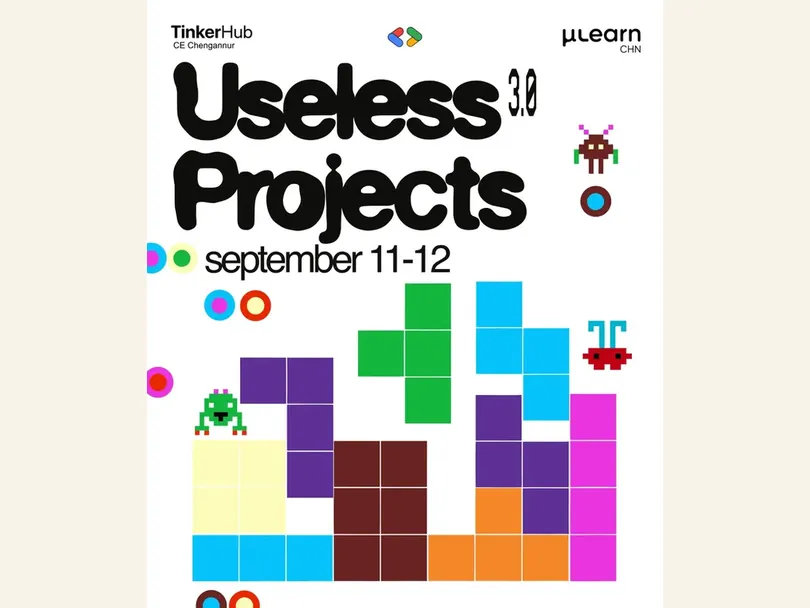 TinkerHub
CE Chengannur
µLearn
CHN
Useless 3.0
Projects
september 11-12